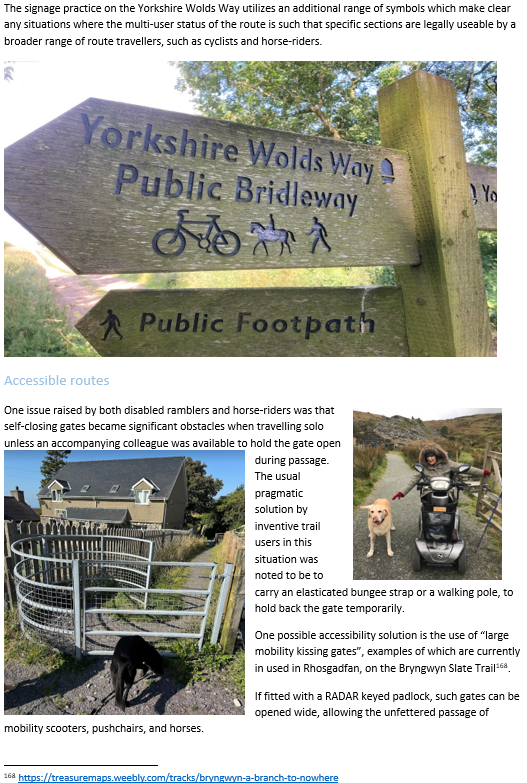 The signage practice on the Yorkshire Wolds Way utilizes an additional range of symbols which make clear
any situations where the multi-user status of the route is such that specific sections are legally useable by a
broader range of route travellers, such as cyclists and horse-riders.
Yorkshire Wolds Way
Public Bridleway
Yo
Public Footpath
Accessible routes
One issue raised by both disabled ramblers and horse-riders was that
self-closing gates became significant obstacles when travelling solo
unless an accompanying colleague was available to hold the gate open
during passage.
The usual
pragmatic
solution by
inventive trail
users in this
situation was
noted to be to
carry an elasticated bungee strap or a walking pole, to
hold back the gate temporarily.
One possible accessibility solution is the use of “large
mobility kissing gates”, examples of which are currently
in used in Rhosgadfan, on the Bryngwyn Slate Trail¹⁶⁸.
If fitted with a RADAR keyed padlock, such gates can be
opened wide, allowing the unfettered passage of
mobility scooters, pushchairs, and horses.
¹⁶⁸ https://treasuremaps.weebly.com/tracks/bryngwyn-a-branch-to-nowhere